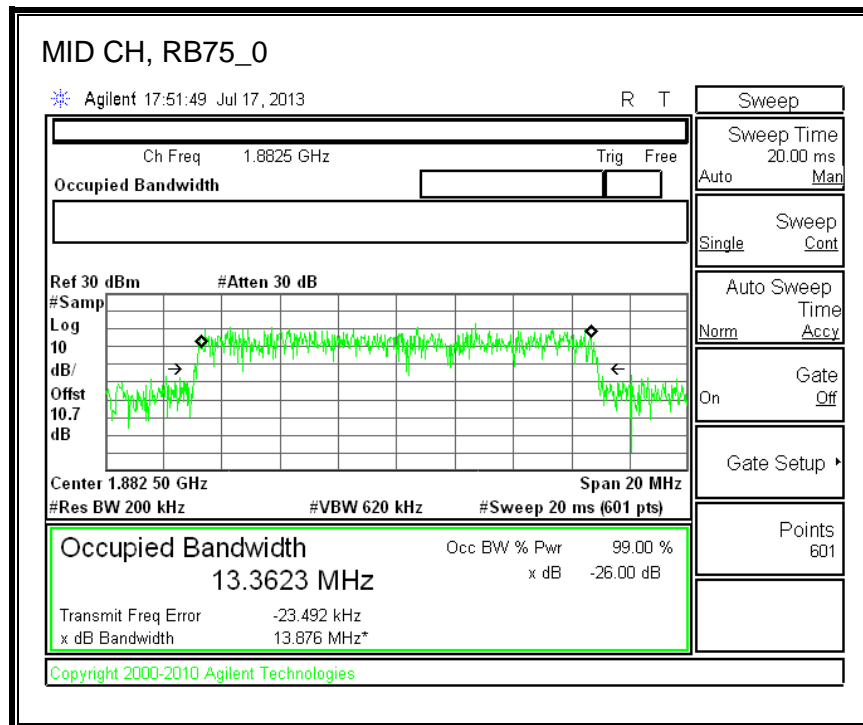 MID CH, RB75_0
Agilent 17:51:49 Jul 17, 2013 R T
Ch Freq 1.8825 GHz Trig Free
Occupied Bandwidth
Ref 30 dBm #Atten 30 dB
#Samp
Log
10
dB/
Offst
10.7
dB
Center 1.882 50 GHz Span 20 MHz
#Res BW 200 kHz #VBW 620 kHz #Sweep 20 ms (601 pts)
Occupied Bandwidth
13.3623 MHz
Occ BW % Pwr 99.00 %
x dB -26.00 dB
Transmit Freq Error -23.492 kHz
x dB Bandwidth 13.876 MHz*
Copyright 2000-2010 Agilent Technologies
Sweep
Sweep Time
20.00 ms
Auto Man
Sweep
Single Cont
Auto Sweep
Time
Norm Accy
Gate
On Off
Gate Setup
Points
601